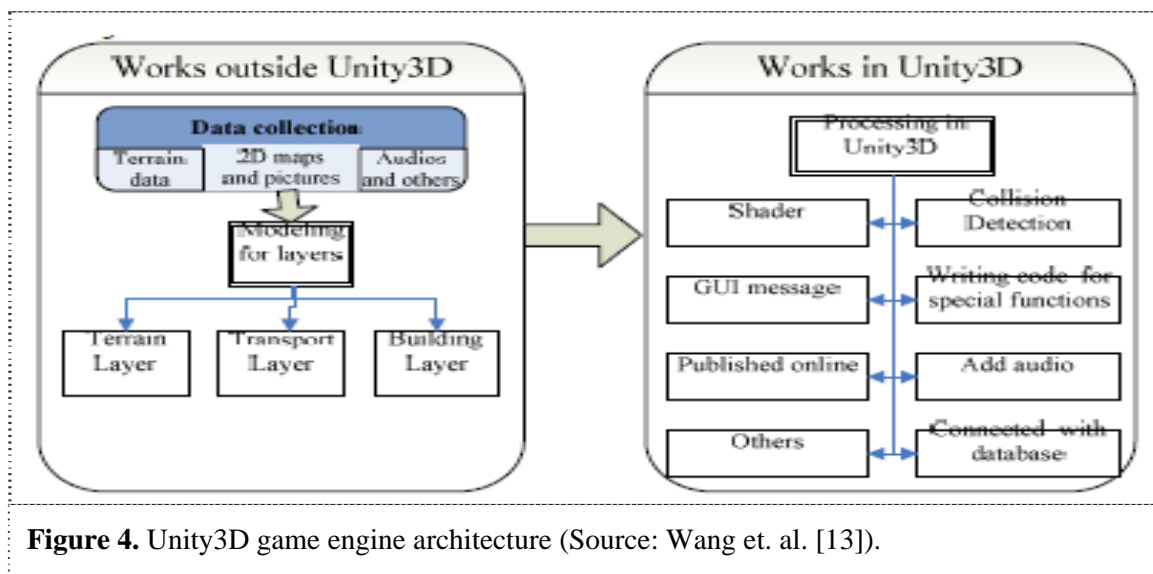 Works outside Unity3D
Data collection
Terrain
data
2D maps
and pictures
Audios
and others
Modeling
for layers
Terrain
Layer
Transport
Layer
Building
Layer
Works in Unity3D
Processing in
Unity3D
Shader
Collision
Detection
GUI message
Writing code for
special functions
Published online
Add audio
Others
Connected with
database
Figure 4. Unity3D game engine architecture (Source: Wang et. al. [13]).